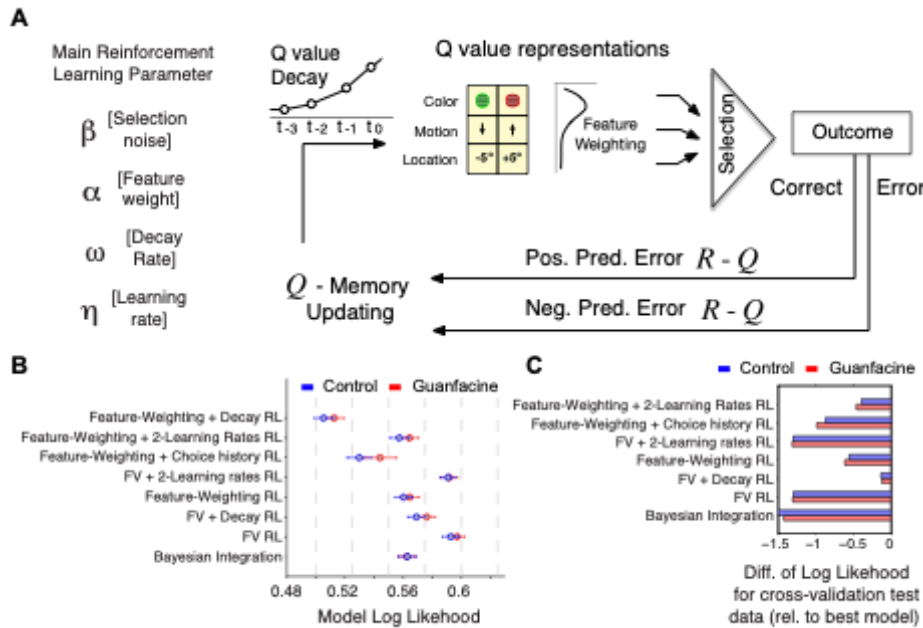 A
Main Reinforcement
Learning Parameter
β [Selection
noise]
α [Feature
weight]
ω [Decay
Rate]
η [Learning
rate]
Q value
Decay
t-3 t-2 t-1 t0
Q value representations
Color
Motion
Location -5° +5°
Feature
Weighting
Selection
Outcome
Correct Error
Pos. Pred. Error R - Q
Neg. Pred. Error R - Q
Q - Memory
Updating
B
Control Guanfacine
Feature-Weighting + Decay RL
Feature-Weighting + 2-Learning Rates RL
Feature-Weighting + Choice history RL
FV + 2-Learning rates RL
Feature-Weighting RL
FV + Decay RL
FV RL
Bayesian Integration
0.48 0.52 0.56 0.6
Model Log Likehood
C
Control Guanfacine
Feature-Weighting + 2-Learning Rates RL
Feature-Weighting + Choice history RL
FV + 2-Learning rates RL
Feature-Weighting RL
FV + Decay RL
FV RL
Bayesian Integration
-1.5 -1 -0.5 0
Diff. of Log Likelihood
for cross-validation test
data (rel. to best model)